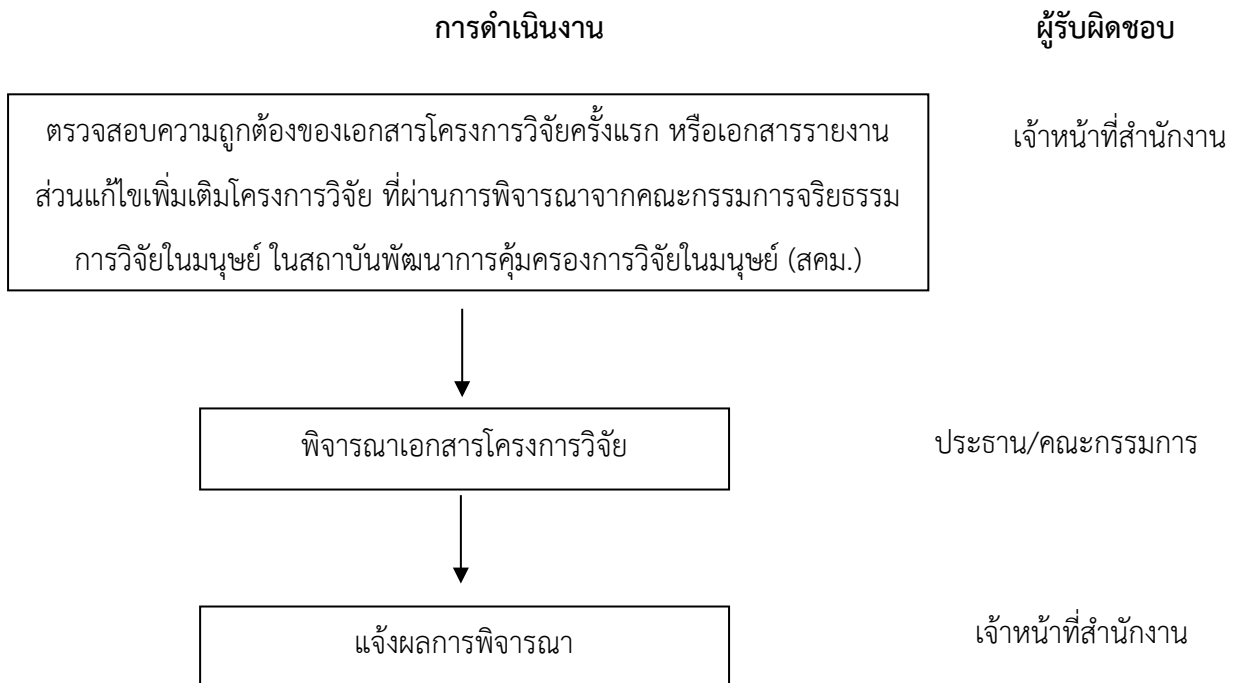 การดำเนินงาน ผู้รับผิดชอบ
ตรวจสอบความถูกต้องของเอกสารโครงการวิจัยครั้งแรก หรือเอกสารรายงาน เจ้าหน้าที่สำนักงาน
ส่วนแก้ไขเพิ่มเติมโครงการวิจัย ที่ผ่านการพิจารณาจากคณะกรรมการจริยธรรม
การวิจัยในมนุษย์ ในสถาบันพัฒนาการคุ้มครองการวิจัยในมนุษย์ (สคม.)
พิจารณาเอกสารโครงการวิจัย ประธาน/คณะกรรมการ
แจ้งผลการพิจารณา เจ้าหน้าที่สำนักงาน